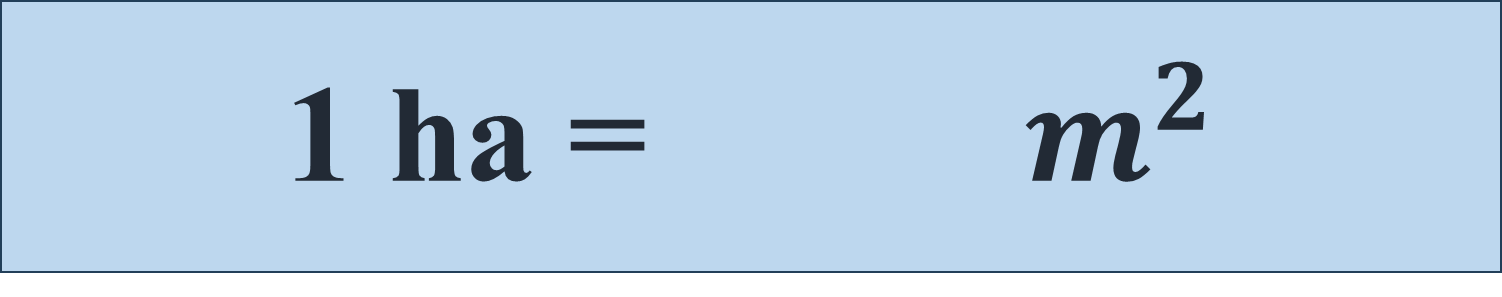 1 ha = m²